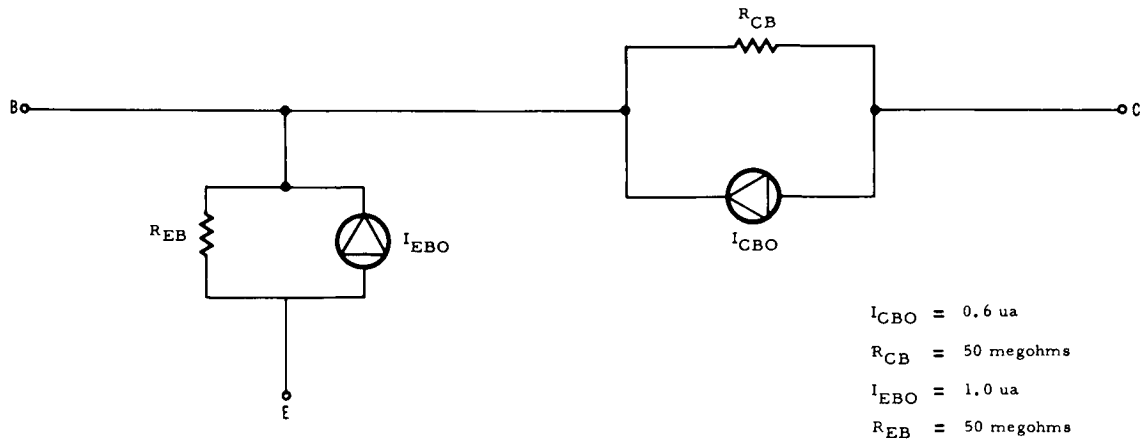 R_CB
B
C
R_EB
I_EBO
I_CBO
I_CBO = 0.6 ua
R_CB = 50 megohms
I_EBO = 1.0 ua
E
R_EB = 50 megohms